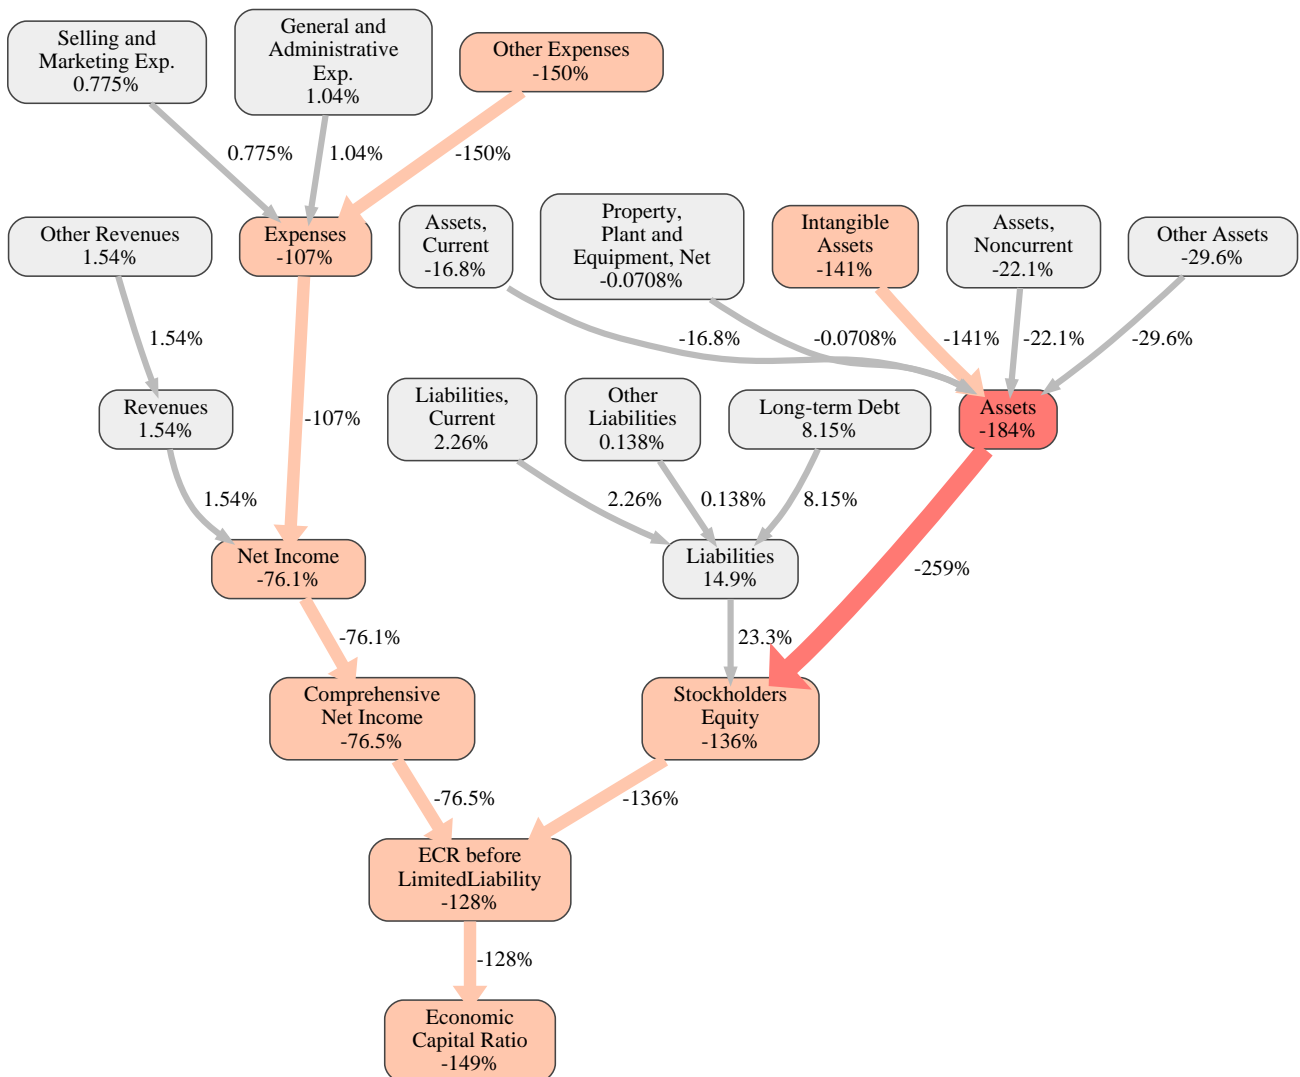 Selling and
Marketing Exp.
0.775%
General and
Administrative
Exp.
1.04%
Other Expenses
-150%
0.775%
1.04%
-150%
Other Revenues
1.54%
Expenses
-107%
Assets,
Current
-16.8%
Property,
Plant and
Equipment, Net
-0.0708%
Intangible
Assets
-141%
Assets,
Noncurrent
-22.1%
Other Assets
-29.6%
1.54%
-107%
-16.8%
-0.0708%
-141%
-22.1%
-29.6%
Revenues
1.54%
Liabilities,
Current
2.26%
Other
Liabilities
0.138%
Long-term Debt
8.15%
Assets
-184%
1.54%
2.26%
0.138%
8.15%
-259%
Net Income
-76.1%
Liabilities
14.9%
-76.1%
23.3%
Comprehensive
Net Income
-76.5%
Stockholders
Equity
-136%
-76.5%
-136%
ECR before
LimitedLiability
-128%
-128%
Economic
Capital Ratio
-149%